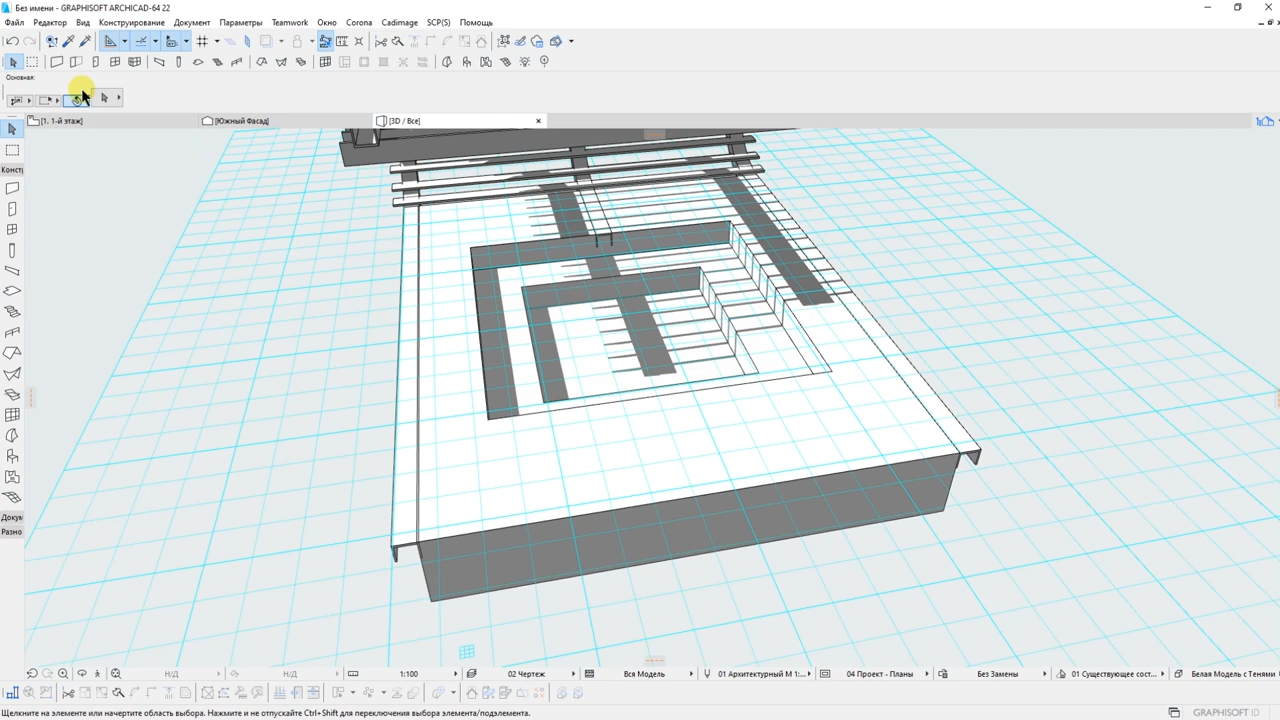 Без имени - GRAPHISOFT ARCHICAD-64 22
Файл Редактор Вид Конструирование Документ Параметры Teamwork Окно Corona Cadimage SCP(S) Помощь
Основная:
[1. 1-й этаж] [Южный Фасад] [3D / Все]
Конст
Докум
Разно
Н/Д Н/Д 1:100 02 Чертеж Вся Модель 01 Архитектурный М 1:... 04 Проект - Планы Без Замены 01 Существующее сост... Белая Модель с Тенями
Щелкните на элементе или начертите область выбора. Нажмите и не отпускайте Ctrl+Shift для переключения выбора элемента/подэлемента.
GRAPHISOFT ID